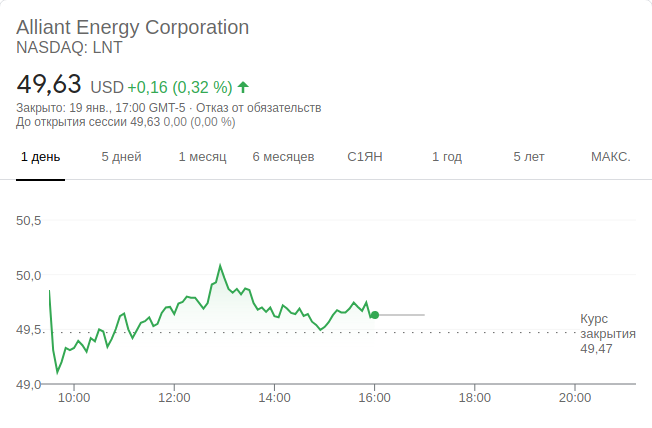 Alliant Energy Corporation
NASDAQ: LNT
49,63 USD +0,16 (0,32 %)
Закрыто: 19 янв., 17:00 GMT-5 · Отказ от обязательств
До открытия сессии 49,63 0,00 (0,00 %)
1 день 5 дней 1 месяц 6 месяцев С1ЯН 1 год 5 лет МАКС.
50,5
50,0
49,5
Курс
закрытия
49,47
49,0
10:00 12:00 14:00 16:00 18:00 20:00